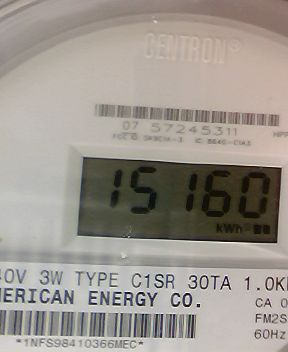 CENTRON®
07 57245311
15160
kWh
40V 3W TYPE C1SR 30TA 1.0K
MERICAN ENERGY CO.
CA 0
FM2S
60Hz
*1NFS98410366MEC*